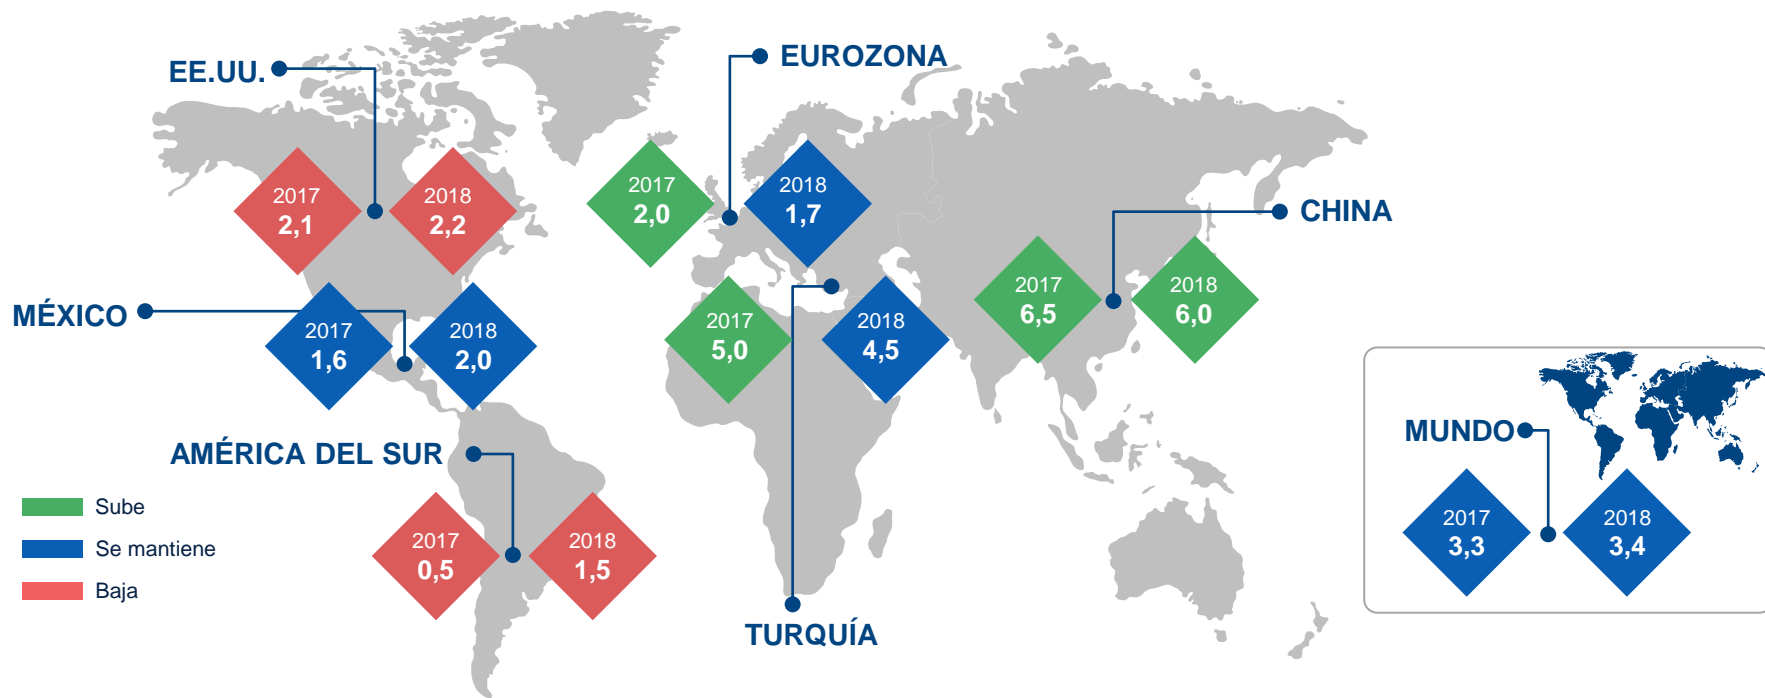 EE.UU.
2017
2,1
2018
2,2
EUROZONA
2017
2,0
2018
1,7
CHINA
2017
6,5
2018
6,0
MÉXICO
2017
1,6
2018
2,0
TURQUÍA
2017
5,0
2018
4,5
AMÉRICA DEL SUR
2017
0,5
2018
1,5
MUNDO
2017
3,3
2018
3,4
Sube
Se mantiene
Baja